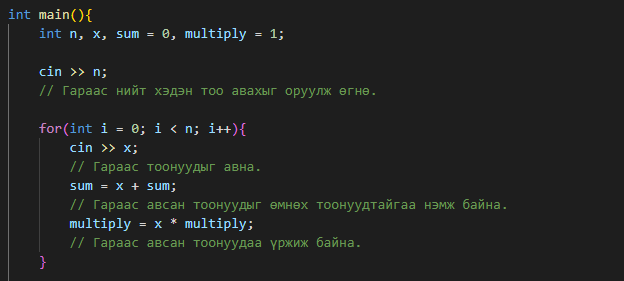 int main(){
int n, x, sum = 0, multiply = 1;
cin >> n;
// Гараас нийт хэдэн тоо авахыг оруулж өгнө.
for(int i = 0; i < n; i++){
cin >> x;
// Гараас тоонуудыг авна.
sum = x + sum;
// Гараас авсан тоонуудыг өмнөх тоонуудтайгаа нэмж байна.
multiply = x * multiply;
// Гараас авсан тоонуудаа үржиж байна.
}